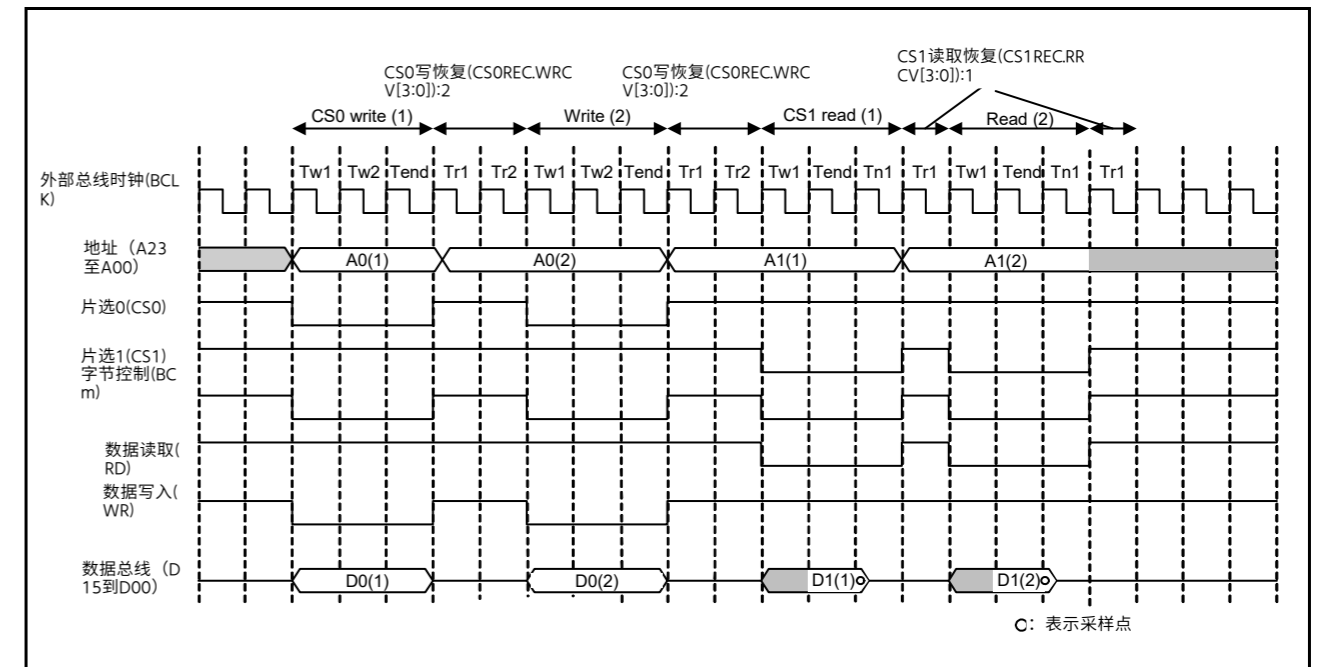 CS1读取恢复(CS1REC.RR
CV[3:0]):1
CS0写恢复(CS0REC.WRC
V[3:0]):2
CS0写恢复(CS0REC.WRC
V[3:0]):2
CS0 write (1)
Write (2)
CS1 read (1)
Read (2)
Tw1 Tw2 Tend Tr1 Tr2 Tw1 Tw2 Tend Tr1 Tr2 Tw1 Tend Tn1 Tr1 Tw1 Tend Tn1 Tr1
外部总线时钟(BCL
K)
地址（A23
至A00）
A0(1) A0(2) A1(1) A1(2)
片选0(CS0)
片选1(CS1)
字节控制(BC
m)
数据读取(
RD)
数据写入(
WR)
数据总线（D
15到D00）
D0(1) D0(2) D1(1) D1(2)
：表示采样点